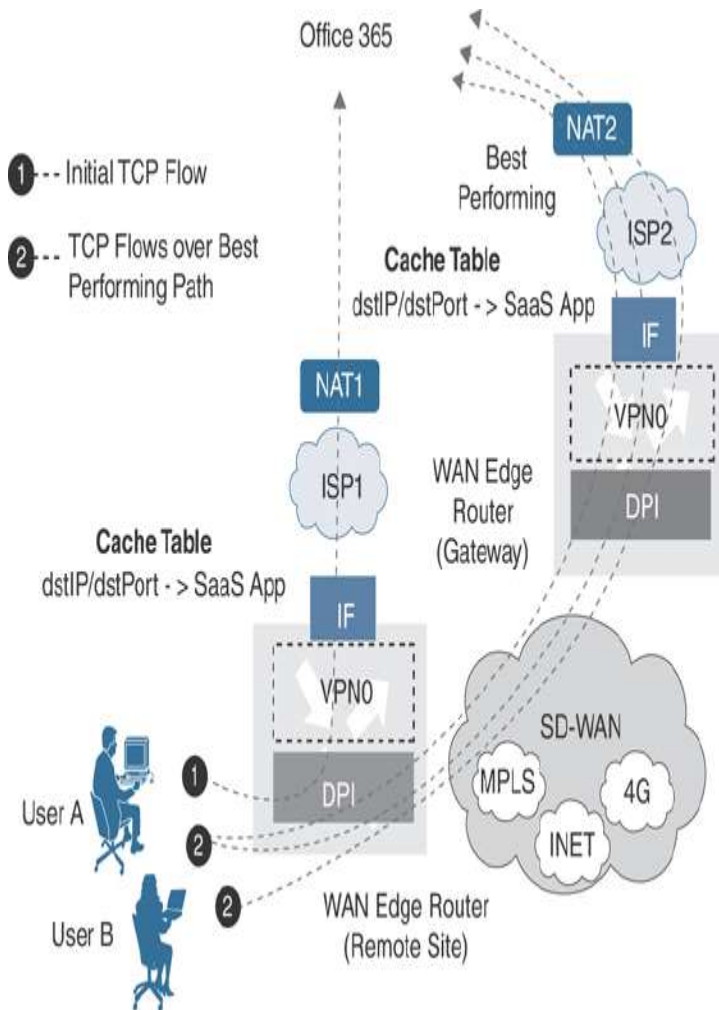 Office 365
1 Initial TCP Flow
2 TCP Flows over Best
Performing Path
NAT2
Best
Performing
ISP2
Cache Table
dstIP/dstPort - > SaaS App
IF
VPN0
DPI
WAN Edge
Router
(Gateway)
NAT1
ISP1
Cache Table
dstIP/dstPort - > SaaS App
IF
VPN0
DPI
SD-WAN
MPLS
4G
INET
User A
1
2
User B
2
WAN Edge Router
(Remote Site)